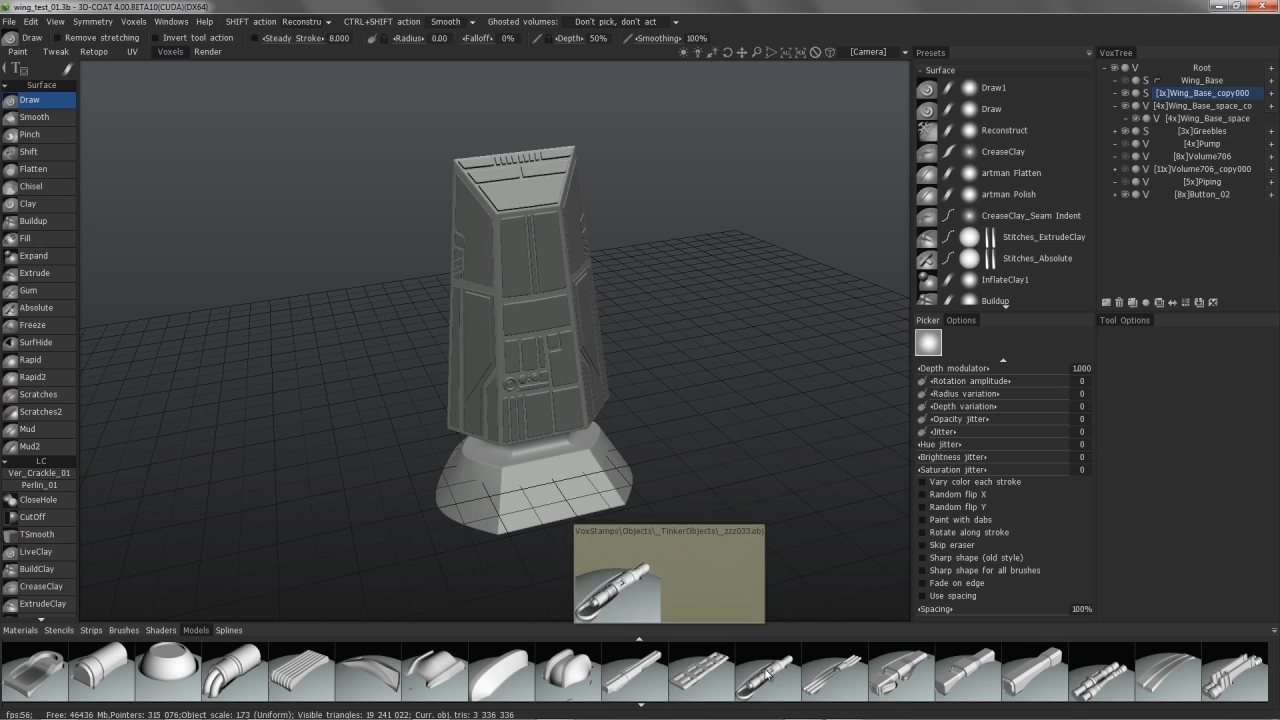 wing_test_01.3b - 3D-COAT 4.00.BETA10(CUDA)(DX64)
File Edit View Symmetry Voxels Windows Help SHIFT action Reconstru CTRL+SHIFT action Smooth Ghosted volumes: Don't pick, don't act
Draw Remove stretching Invert tool action Steady Stroke: 8.000 Radius: 0.00 Falloff: 0% Depth: 50% Smoothing: 100%
Paint Tweak Retopo UV Voxels Render [Camera]
Surface
Draw
Smooth
Pinch
Shift
Flatten
Chisel
Clay
Buildup
Fill
Expand
Extrude
Gum
Absolute
Freeze
SurfHide
Rapid
Rapid2
Scratches
Scratches2
Mud
Mud2
LC
Ver_Crackle_01
Perlin_01
CloseHole
CutOff
TSmooth
LiveClay
BuildClay
CreaseClay
ExtrudeClay
VoxStamps\Objects\_TinkerObjects\_zzz033.obj
Presets
Surface
Draw1
Draw
Reconstruct
CreaseClay
artman Flatten
artman Polish
CreaseClay_Seam Indent
Stitches_ExtrudeClay
Stitches_Absolute
InflateClay1
Buildup
Picker Options
Depth modulator 1.000
Rotation amplitude 0
Radius variation 0
Depth variation 0
Opacity jitter 0
Jitter 0
Hue jitter 0
Brightness jitter 0
Saturation jitter 0
Vary color each stroke
Random flip X
Random flip Y
Paint with dabs
Rotate along stroke
Skip eraser
Sharp shape (old style)
Sharp shape for all brushes
Fade on edge
Use spacing
Spacing 100%
VoxTree
V Root +
S Wing_Base +
S [1x]Wing_Base_copy000 +
V [4x]Wing_Base_space_co +
V [4x]Wing_Base_space +
S [3x]Greebles +
V [4x]Pump +
V [8x]Volume706 +
V [11x]Volume706_copy000 +
V [5x]Piping +
V [8x]Button_02 +
Tool Options
Materials Stencils Strips Brushes Shaders Models Splines
fps:56; Free: 46436 Mb,Pointers: 315 076;Object scale: 1.73 (Uniform); Visible triangles: 19 241 022; Curr. obj. tris: 3 336 336